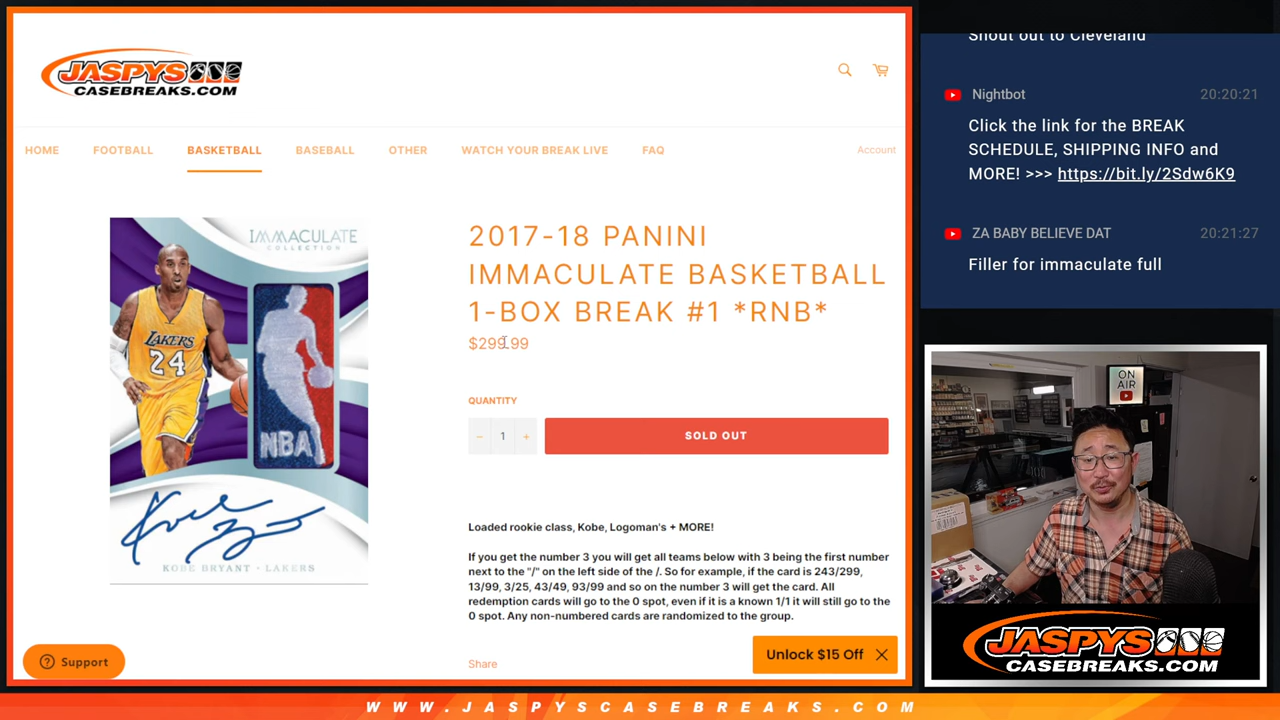 JASPYS
CASEBREAKS.COM
HOME
FOOTBALL
BASKETBALL
BASEBALL
OTHER
WATCH YOUR BREAK LIVE
FAQ
Account
IMMACULATE
COLLECTION
LAKERS
24
NBA
KOBE BRYANT • LAKERS
2017-18 PANINI
IMMACULATE BASKETBALL
1-BOX BREAK #1 *RNB*
$299.99
QUANTITY
− 1 +
SOLD OUT
Loaded rookie class, Kobe, Logoman's + MORE!
If you get the number 3 you will get all teams below with 3 being the first number
next to the "/" on the left side of the /. So for example, if the card is 243/299,
13/99, 3/25, 43/49, 93/99 and so on the number 3 will get the card. All
redemption cards will go to the 0 spot, even if it is a known 1/1 it will still go to the
0 spot. Any non-numbered cards are randomized to the group.
Share
Support
Unlock $15 Off
Shout out to Cleveland
Nightbot 20:20:21
Click the link for the BREAK
SCHEDULE, SHIPPING INFO and
MORE! >>> https://bit.ly/2Sdw6K9
ZA BABY BELIEVE DAT 20:21:27
Filler for immaculate full
ON
AIR
JASPYS
CASEBREAKS.COM
WWW.JASPYSCASEBREAKS.COM